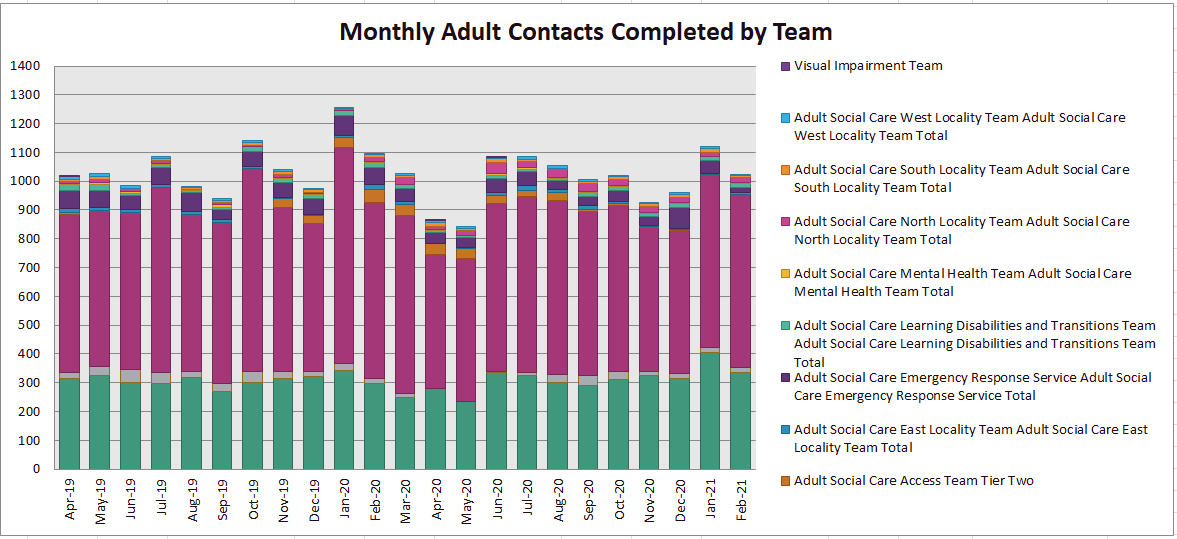 Monthly Adult Contacts Completed by Team
1400
1300
1200
1100
1000
900
800
700
600
500
400
300
200
100
0
Apr-19
May-19
Jun-19
Jul-19
Aug-19
Sep-19
Oct-19
Nov-19
Dec-19
Jan-20
Feb-20
Mar-20
Apr-20
May-20
Jun-20
Jul-20
Aug-20
Sep-20
Oct-20
Nov-20
Dec-20
Jan-21
Feb-21
Visual Impairment Team
Adult Social Care West Locality Team Adult Social Care
West Locality Team Total
Adult Social Care South Locality Team Adult Social Care
South Locality Team Total
Adult Social Care North Locality Team Adult Social Care
North Locality Team Total
Adult Social Care Mental Health Team Adult Social Care
Mental Health Team Total
Adult Social Care Learning Disabilities and Transitions Team
Adult Social Care Learning Disabilities and Transitions Team
Total
Adult Social Care Emergency Response Service Adult Social
Care Emergency Response Service Total
Adult Social Care East Locality Team Adult Social Care East
Locality Team Total
Adult Social Care Access Team Tier Two